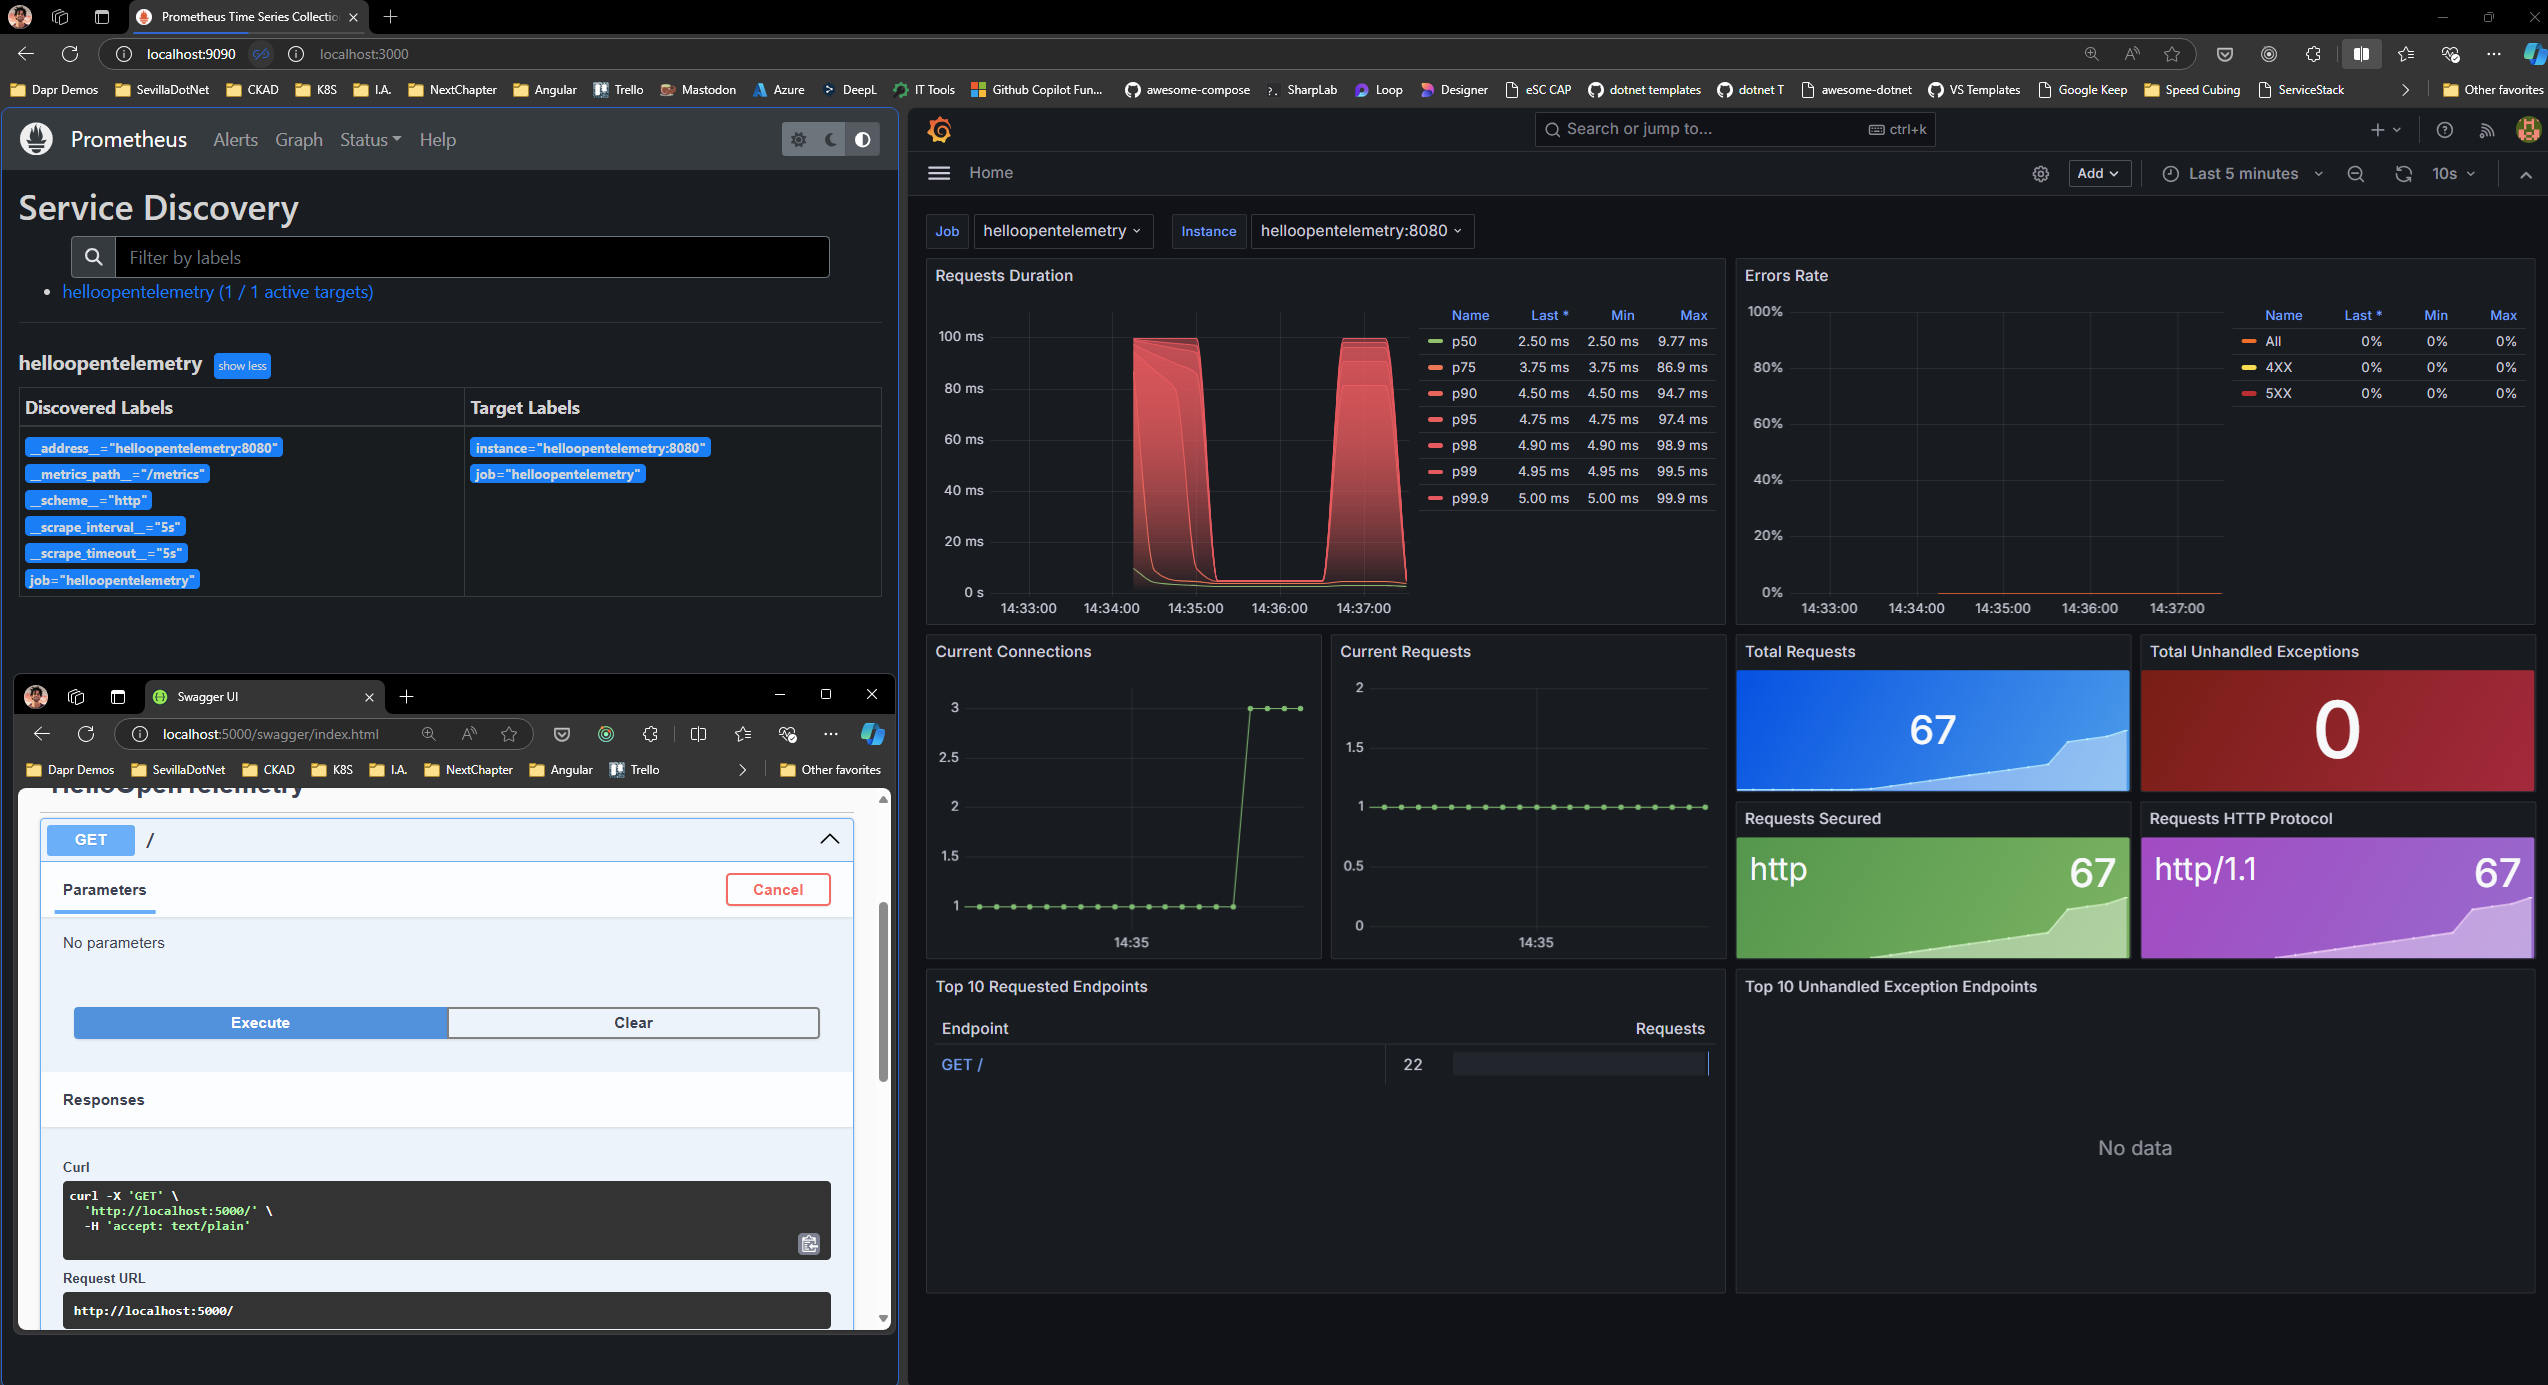 Prometheus Time Series Collectio
localhost:9090
localhost:3000
Dapr Demos
SevillaDotNet
CKAD
K8S
I.A.
NextChapter
Angular
Trello
Mastodon
Azure
DeepL
IT Tools
Github Copilot Fun...
awesome-compose
SharpLab
Loop
Designer
eSC CAP
dotnet templates
dotnet T
awesome-dotnet
VS Templates
Google Keep
Speed Cubing
ServiceStack
Other favorites
Prometheus
Alerts
Graph
Status
Help
Service Discovery
Filter by labels
helloopentelemetry (1 / 1 active targets)
helloopentelemetry
show less
Discovered Labels
Target Labels
__address__="helloopentelemetry:8080"
instance="helloopentelemetry:8080"
__metrics_path__="/metrics"
job="helloopentelemetry"
__scheme__="http"
__scrape_interval__="5s"
__scrape_timeout__="5s"
job="helloopentelemetry"
Swagger UI
localhost:5000/swagger/index.html
Dapr Demos
SevillaDotNet
CKAD
K8S
I.A.
NextChapter
Angular
Trello
Other favorites
HelloOpenTelemetry
GET
/
Parameters
Cancel
No parameters
Execute
Clear
Responses
Curl
curl -X 'GET' \
'http://localhost:5000/' \
-H 'accept: text/plain'
Request URL
http://localhost:5000/
Search or jump to...
ctrl+k
Home
Add
Last 5 minutes
10s
Job
helloopentelemetry
Instance
helloopentelemetry:8080
Requests Duration
100 ms
80 ms
60 ms
40 ms
20 ms
0 s
14:33:00
14:34:00
14:35:00
14:36:00
14:37:00
Name Last * Min Max
p50 2.50 ms 2.50 ms 9.77 ms
p75 3.75 ms 3.75 ms 86.9 ms
p90 4.50 ms 4.50 ms 94.7 ms
p95 4.75 ms 4.75 ms 97.4 ms
p98 4.90 ms 4.90 ms 98.9 ms
p99 4.95 ms 4.95 ms 99.5 ms
p99.9 5.00 ms 5.00 ms 99.9 ms
Errors Rate
100%
80%
60%
40%
20%
0%
14:33:00
14:34:00
14:35:00
14:36:00
14:37:00
Name Last * Min Max
All 0% 0% 0%
4XX 0% 0% 0%
5XX 0% 0% 0%
Current Connections
3
2.5
2
1.5
1
14:35
Current Requests
2
1.5
1
0.5
0
14:35
Total Requests
67
Total Unhandled Exceptions
0
Requests Secured
http
67
Requests HTTP Protocol
http/1.1
67
Top 10 Requested Endpoints
Endpoint
Requests
GET /
22
Top 10 Unhandled Exception Endpoints
No data